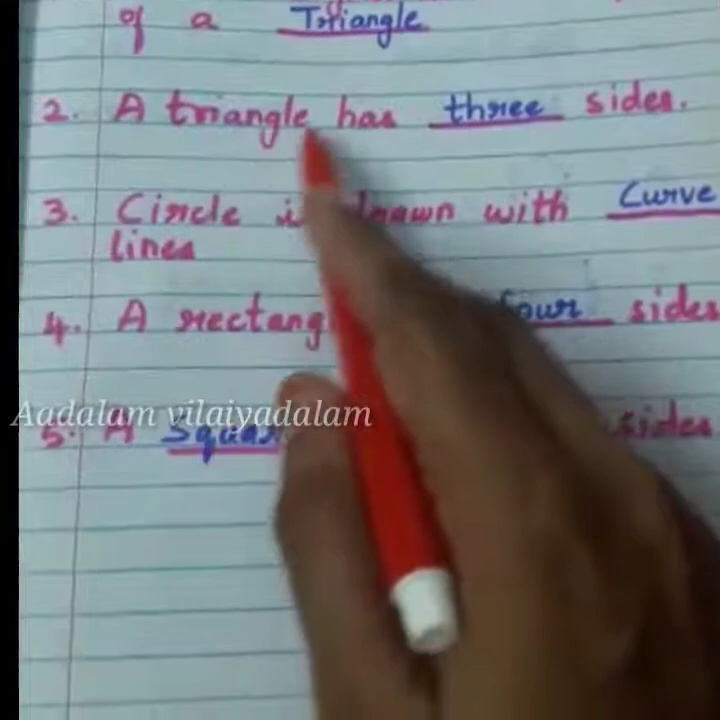 of a Triangle
2. A triangle has three sides.
3. Circle drawn with Curve
lines
4. A four sides
Aadalam vilaiyadalam
5. A sides